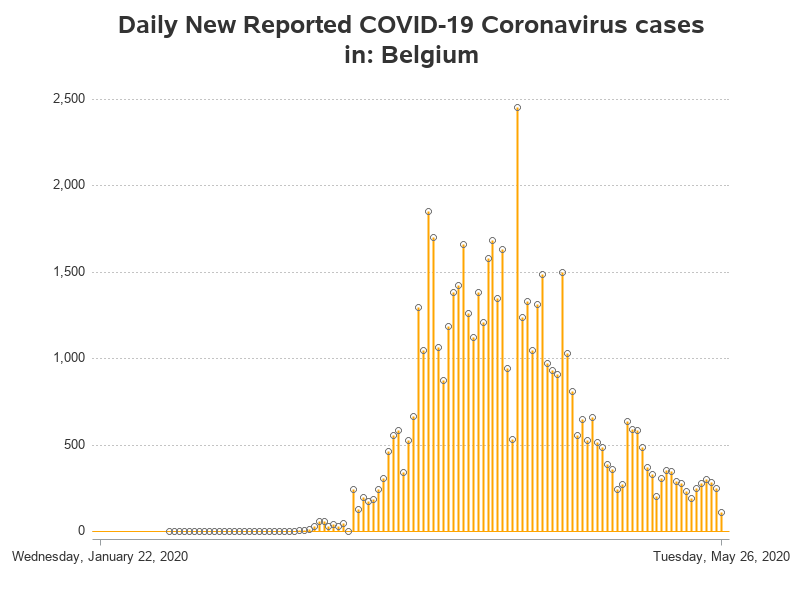 Daily New Reported COVID-19 Coronavirus cases
in: Belgium
2,500
2,000
1,500
1,000
500
0
Wednesday, January 22, 2020
Tuesday, May 26, 2020